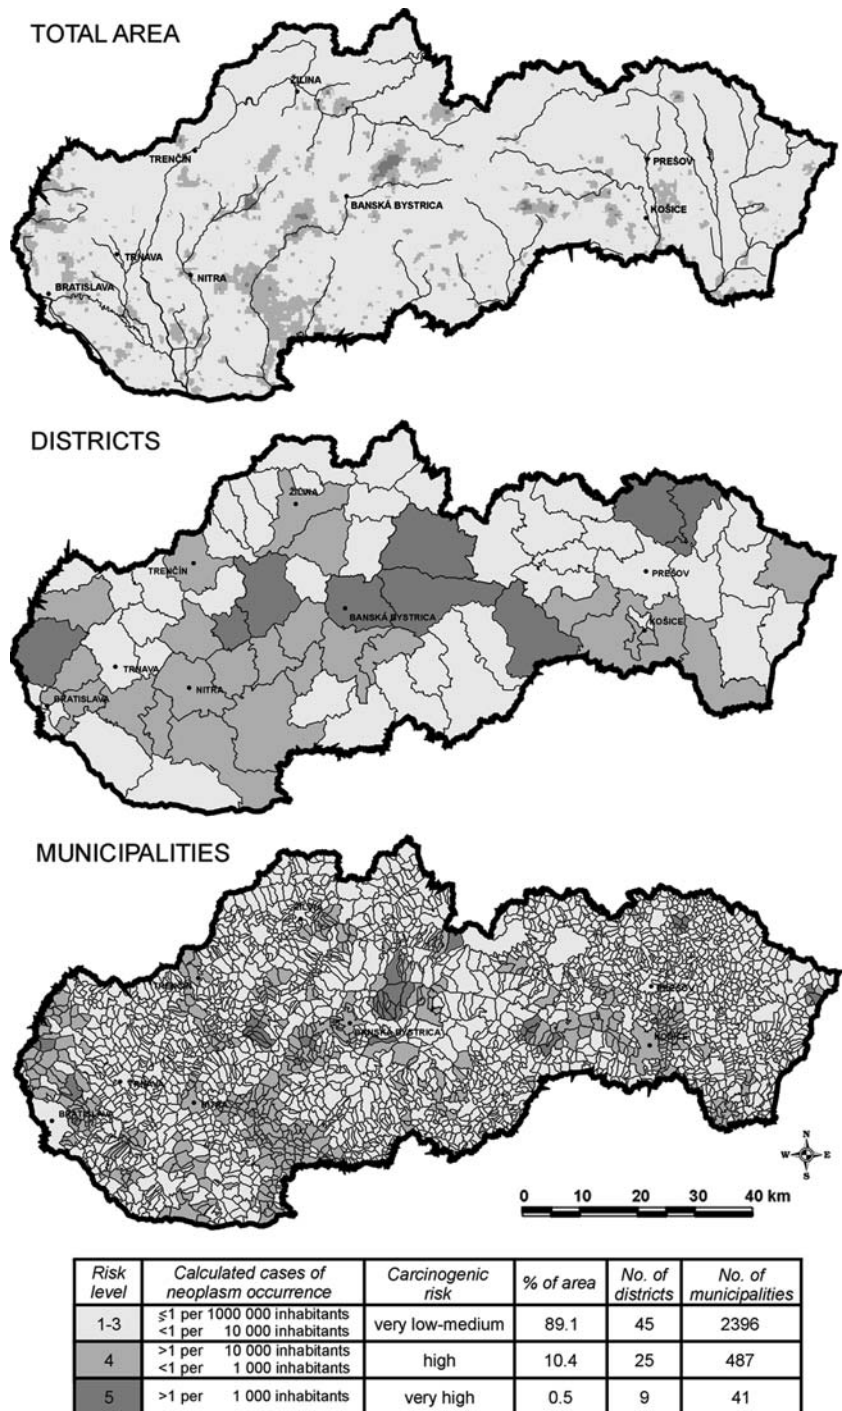 TOTAL AREA
ŽILINA
TRENČÍN
PREŠOV
BANSKÁ BYSTRICA
KOŠICE
TRNAVA
NITRA
BRATISLAVA
DISTRICTS
ŽILINA
TRENČÍN
PREŠOV
BANSKÁ BYSTRICA
KOŠICE
TRNAVA
NITRA
BRATISLAVA
MUNICIPALITIES
ŽILINA
TRENČÍN
PREŠOV
BANSKÁ BYSTRICA
KOŠICE
TRNAVA
NITRA
BRATISLAVA
N
W E
S
0 10 20 30 40 km
Risk level Calculated cases of neoplasm occurrence Carcinogenic risk % of area No. of districts No. of municipalities
1-3 ≤1 per 1000 000 inhabitants <1 per 10 000 inhabitants very low-medium 89.1 45 2396
4 >1 per 10 000 inhabitants <1 per 1 000 inhabitants high 10.4 25 487
5 >1 per 1 000 inhabitants very high 0.5 9 41